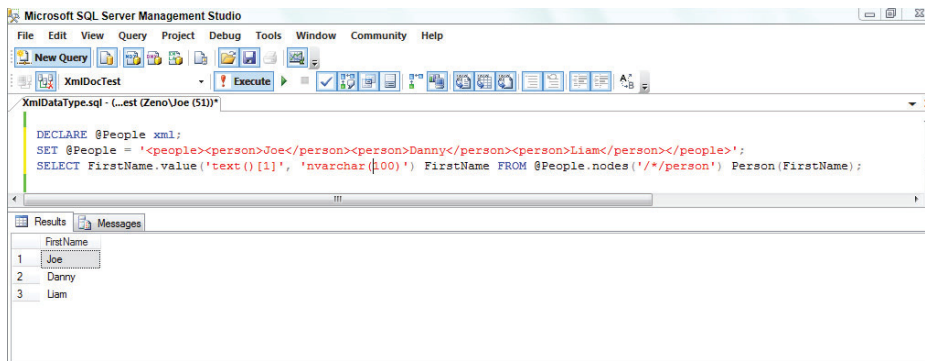 Microsoft SQL Server Management Studio
File Edit View Query Project Debug Tools Window Community Help
New Query
XmlDocTest Execute
XmlDataType.sql - (...est (Zeno\Joe (51))*
DECLARE @People xml;
SET @People = '<people><person>Joe</person><person>Danny</person><person>Liam</person></people>';
SELECT FirstName.value('text()[1]', 'nvarchar(100)') FirstName FROM @People.nodes('/*/person') Person(FirstName);
Results Messages
FirstName
1 Joe
2 Danny
3 Liam